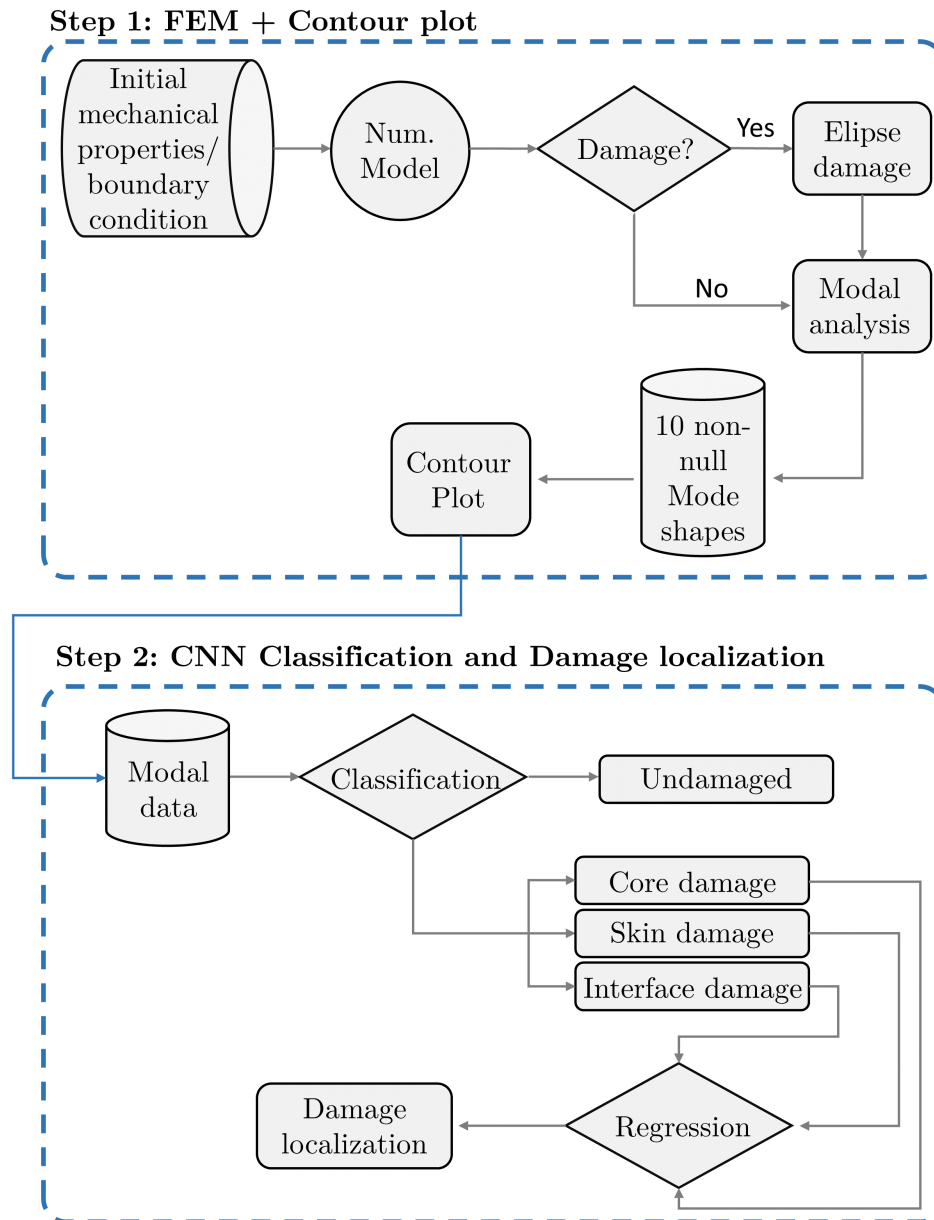 Step 1: FEM + Contour plot
Initial
mechanical
properties/
boundary
condition
Num.
Model
Damage?
Yes
Elipse
damage
No
Modal
analysis
10 non-
null
Mode
shapes
Contour
Plot
Step 2: CNN Classification and Damage localization
Modal
data
Classification
Undamaged
Core damage
Skin damage
Interface damage
Regression
Damage
localization